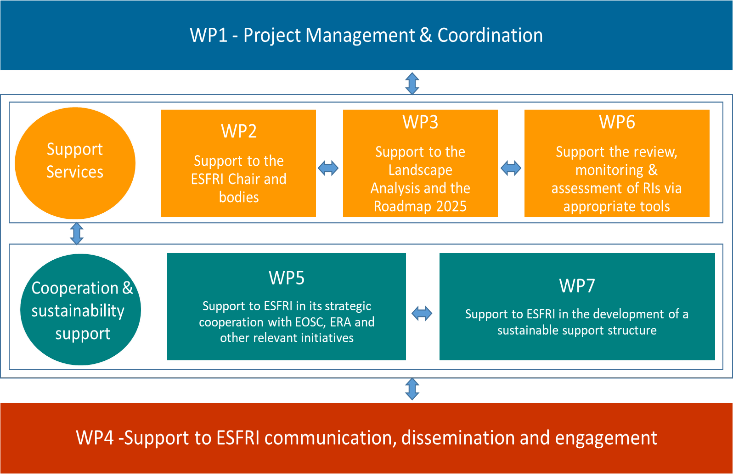 WP1 - Project Management & Coordination
Support
Services
WP2
Support to the
ESFRI Chair and
bodies
WP3
Support to the
Landscape
Analysis and the
Roadmap 2025
WP6
Support the review,
monitoring &
assessment of RIs via
appropriate tools
Cooperation &
sustainability
support
WP5
Support to ESFRI in its strategic
cooperation with EOSC, ERA and
other relevant initiatives
WP7
Support to ESFRI in the development of a
sustainable support structure
WP4 -Support to ESFRI communication, dissemination and engagement